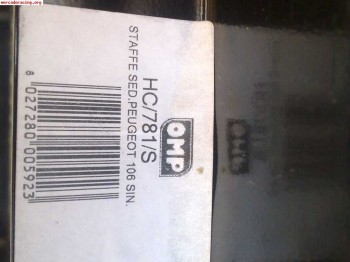 mercadoracing.org
OMP
HC/781/S
STAFFE SED.PEUGEOT 106 SIN.
8 027280 005923